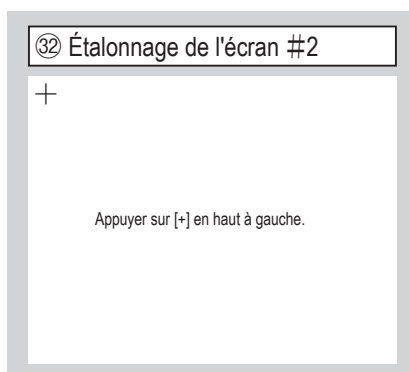 ㉜ Étalonnage de l'écran #2
+
Appuyer sur [+] en haut à gauche.